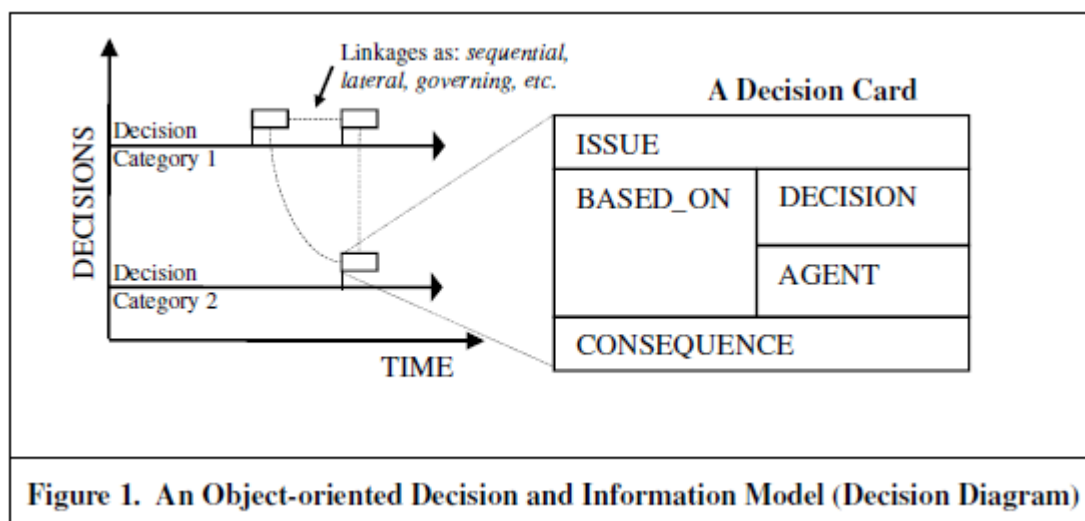 Linkages as: sequential,
lateral, governing, etc.
A Decision Card
DECISIONS
Decision
Category 1
Decision
Category 2
TIME
ISSUE
BASED_ON
DECISION
AGENT
CONSEQUENCE
Figure 1. An Object-oriented Decision and Information Model (Decision Diagram)